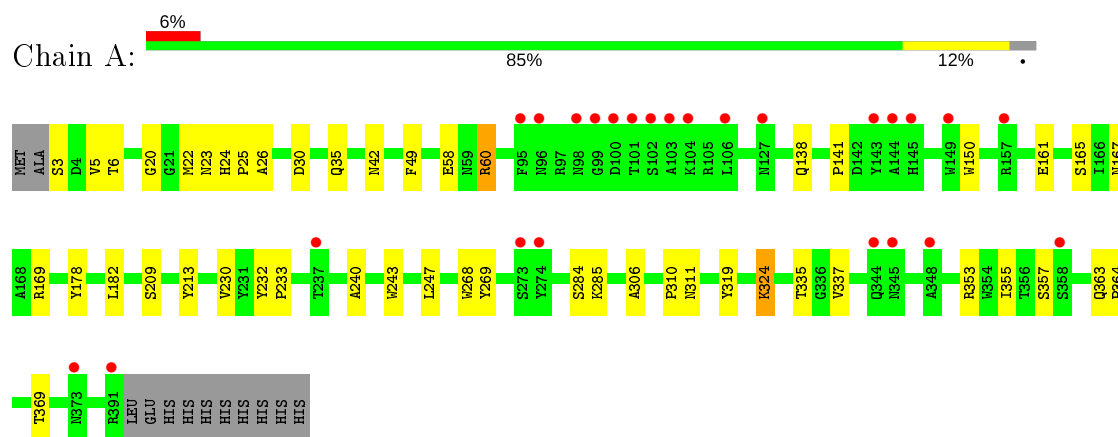 6%
Chain A:
85% 12% •
MET ALA S3 D4 V5 T6 G20 G21 M22 N23 H24 P25 A26 D30 Q35 N42 F49 E58 N59 R60 F95 N96 R97 N98 G99 D100 T101 S102 A103 K104 R105 L106 N127 Q138 P141 D142 Y143 A144 H145 W149 W150 R157 E161 S165 I166 N167
A168 R169 Y178 L182 S209 Y213 V230 Y231 Y232 P233 T237 A240 W243 L247 W268 Y269 S273 Y274 S284 K285 A306 P310 N311 Y319 K324 T335 G336 V337 Q344 N345 A348 R353 W354 I355 T356 S357 S358 Q363
T369 N373 R391 LEU GLU HIS HIS HIS HIS HIS HIS HIS HIS